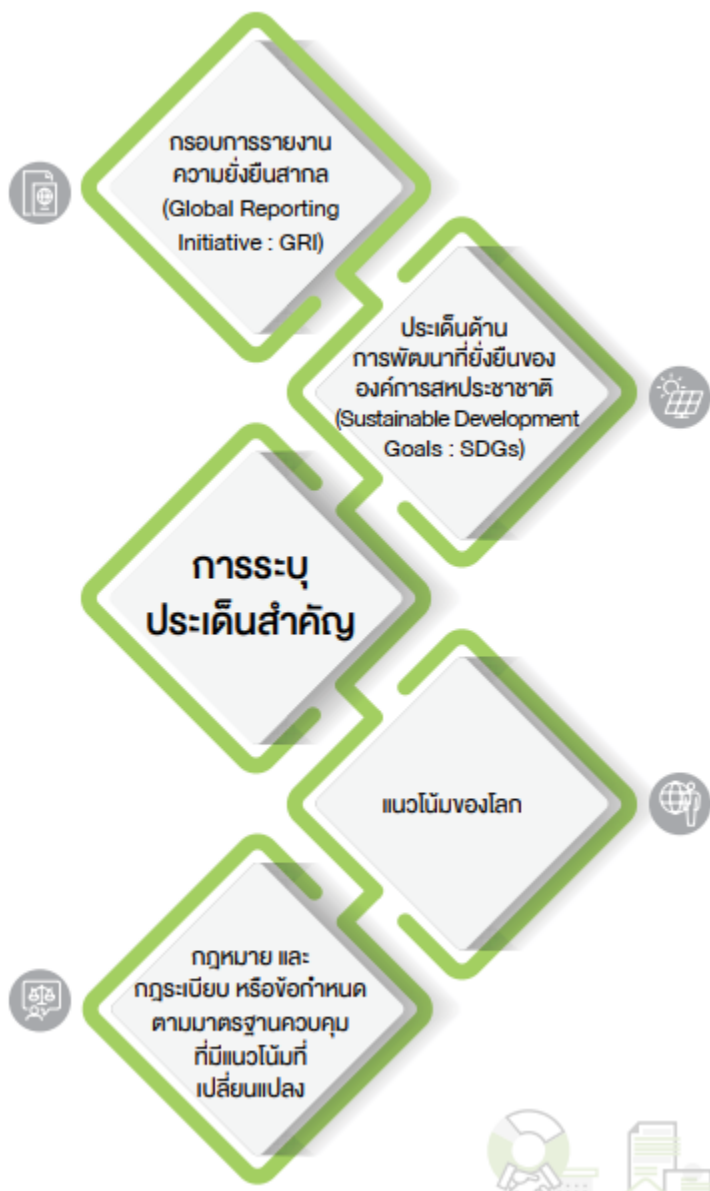 กรอบการรายงาน
ความยั่งยืนสากล
(Global Reporting
Initiative : GRI)
ประเด็นด้าน
การพัฒนาที่ยั่งยืนของ
องค์การสหประชาชาติ
(Sustainable Development
Goals : SDGs)
การระบุ
ประเด็นสำคัญ
แนวโน้มของโลก
กฎหมาย และ
กฎระเบียบ หรือข้อกำหนด
ตามมาตรฐานควบคุม
ที่มีแนวโน้มที่
เปลี่ยนแปลง